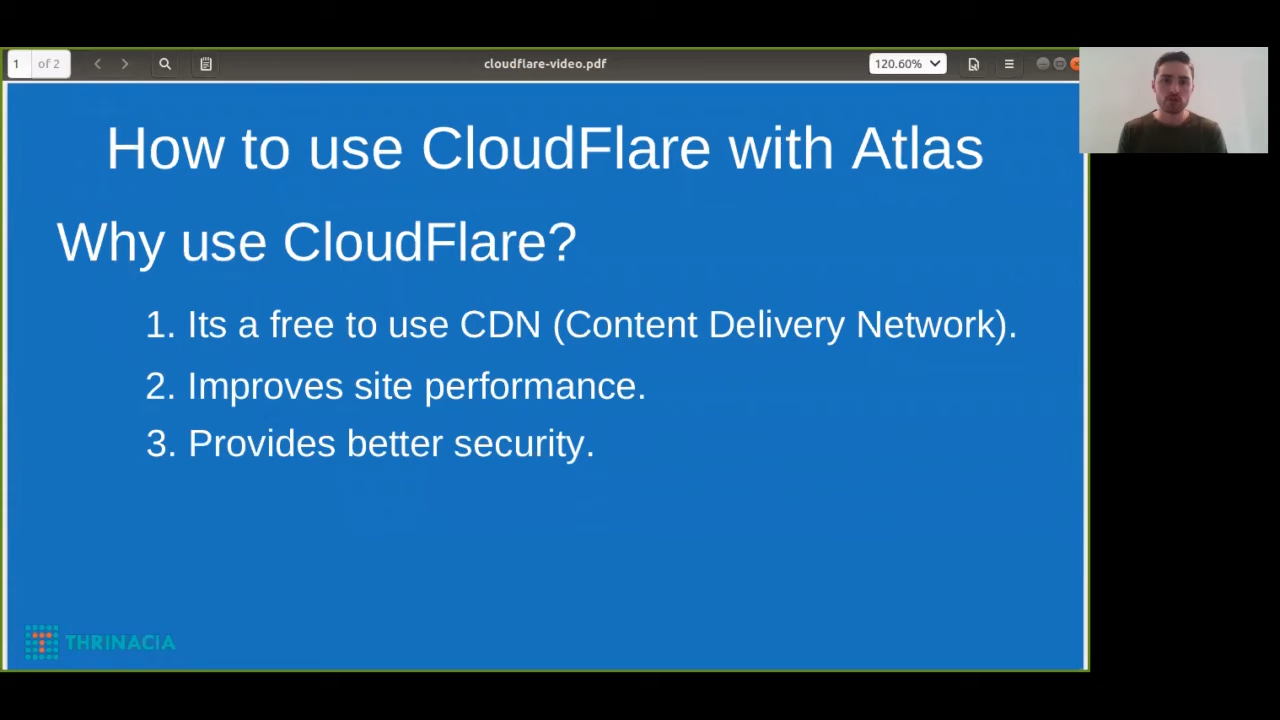 1 of 2
cloudflare-video.pdf
120.60%
How to use CloudFlare with Atlas
Why use CloudFlare?
1. Its a free to use CDN (Content Delivery Network).
2. Improves site performance.
3. Provides better security.
THRINACIA